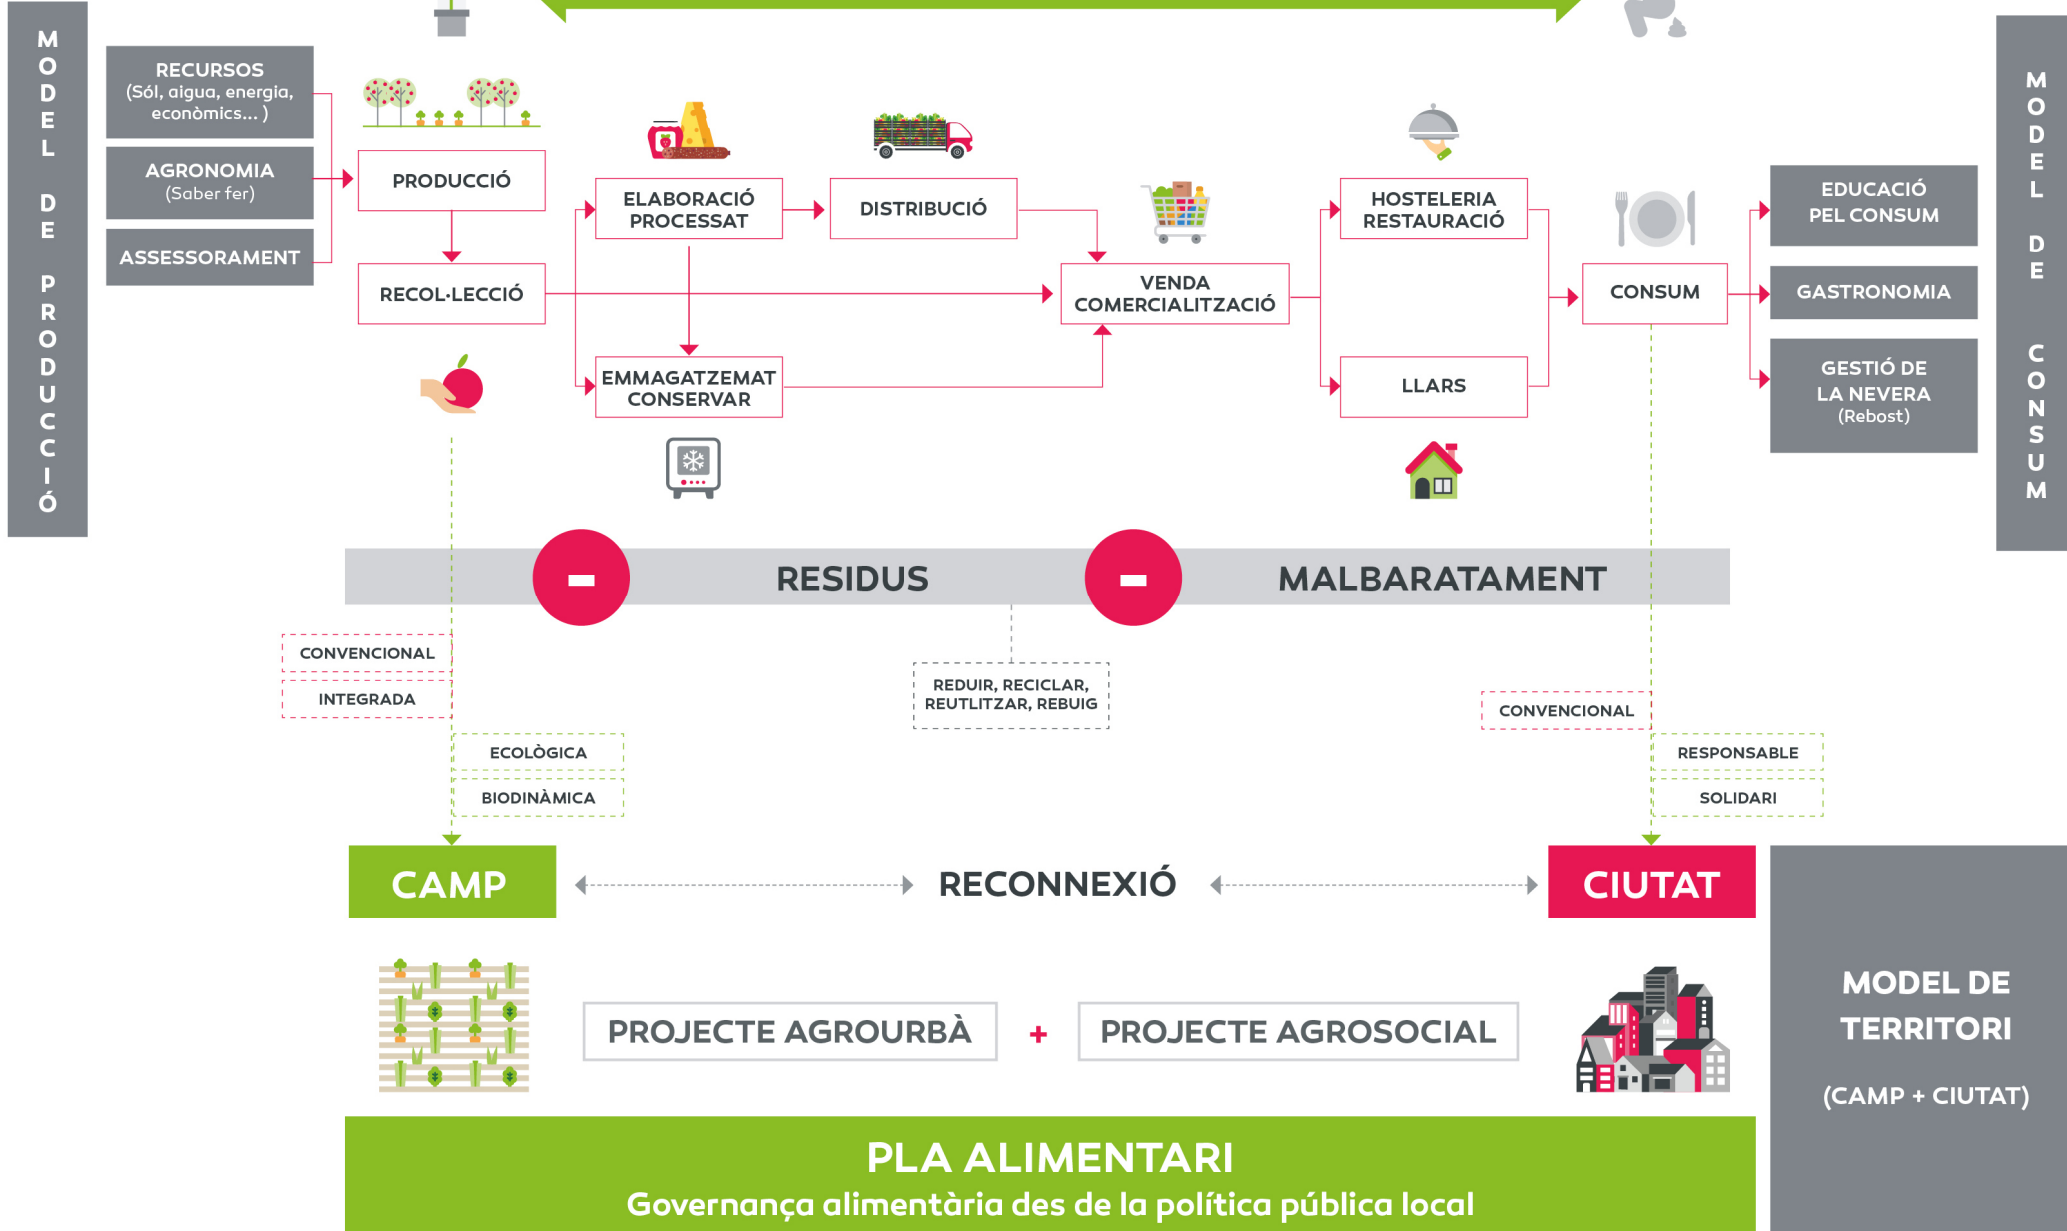 MODEL DE PRODUCCIÓ
RECURSOS
(Sól, aigua, energia,
econòmics... )
AGRONOMIA
(Saber fer)
ASSESSORAMENT
PRODUCCIÓ
RECOL·LECCIÓ
ELABORACIÓ
PROCESSAT
DISTRIBUCIÓ
EMMAGATZEMAT
CONSERVAR
VENDA
COMERCIALITZACIÓ
HOSTELERIA
RESTAURACIÓ
LLARS
CONSUM
EDUCACIÓ
PEL CONSUM
GASTRONOMIA
GESTIÓ DE
LA NEVERA
(Rebost)
MODEL DE CONSUM
- RESIDUS - MALBARATAMENT
CONVENCIONAL
INTEGRADA
ECOLÒGICA
BIODINÀMICA
REDUIR, RECICLAR,
REUTLITZAR, REBUIG
CONVENCIONAL
RESPONSABLE
SOLIDARI
CAMP
RECONNEXIÓ
CIUTAT
PROJECTE AGROURBÀ + PROJECTE AGROSOCIAL
MODEL DE
TERRITORI
(CAMP + CIUTAT)
PLA ALIMENTARI
Governança alimentària des de la política pública local